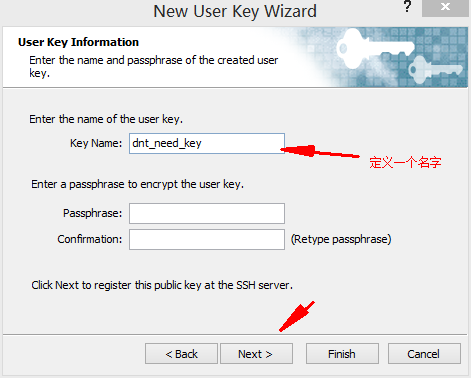 New User Key Wizard
?
×
User Key Information
Enter the name and passphrase of the created user
key.
Enter the name of the user key.
Key Name: dnt_need_key
定义一个名字
Enter a passphrase to encrypt the user key.
Passphrase:
Confirmation: (Retype passphrase)
Click Next to register this public key at the SSH server.
< Back Next > Finish Cancel